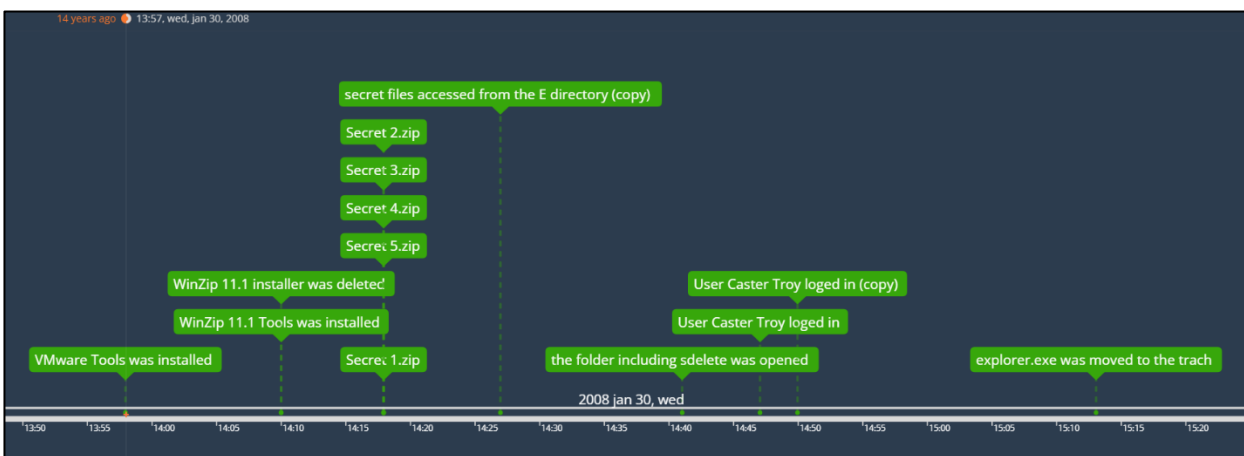 14 years ago 13:57, wed, jan 30, 2008
secret files accessed from the E directory (copy)
Secret 2.zip
Secret 3.zip
Secret 4.zip
Secret 5.zip
WinZip 11.1 installer was deleted
User Caster Troy loged in (copy)
WinZip 11.1 Tools was installed
User Caster Troy loged in
VMware Tools was installed
Secret 1.zip
the folder including sdelete was opened
explorer.exe was moved to the trach
2008 jan 30, wed
13:50 13:55 14:00 14:05 14:10 14:15 14:20 14:25 14:30 14:35 14:40 14:45 14:50 14:55 15:00 15:05 15:10 15:15 15:20